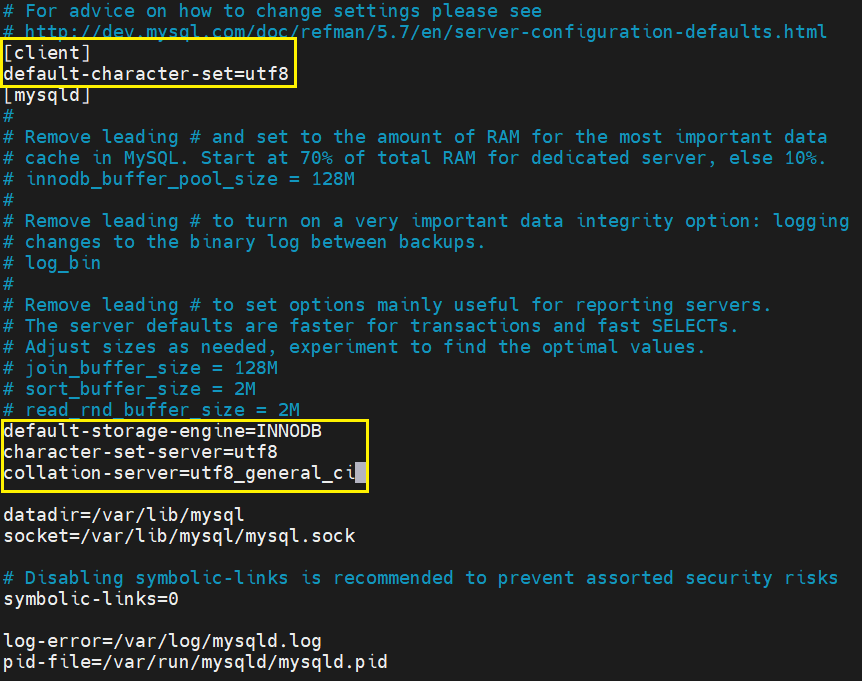 # For advice on how to change settings please see
# http://dev.mysql.com/doc/refman/5.7/en/server-configuration-defaults.html
[client]
default-character-set=utf8
[mysqld]
#
# Remove leading # and set to the amount of RAM for the most important data
# cache in MySQL. Start at 70% of total RAM for dedicated server, else 10%.
# innodb_buffer_pool_size = 128M
#
# Remove leading # to turn on a very important data integrity option: logging
# changes to the binary log between backups.
# log_bin
#
# Remove leading # to set options mainly useful for reporting servers.
# The server defaults are faster for transactions and fast SELECTs.
# Adjust sizes as needed, experiment to find the optimal values.
# join_buffer_size = 128M
# sort_buffer_size = 2M
# read_rnd_buffer_size = 2M
default-storage-engine=INNODB
character-set-server=utf8
collation-server=utf8_general_ci
datadir=/var/lib/mysql
socket=/var/lib/mysql/mysql.sock
# Disabling symbolic-links is recommended to prevent assorted security risks
symbolic-links=0
log-error=/var/log/mysqld.log
pid-file=/var/run/mysqld/mysqld.pid